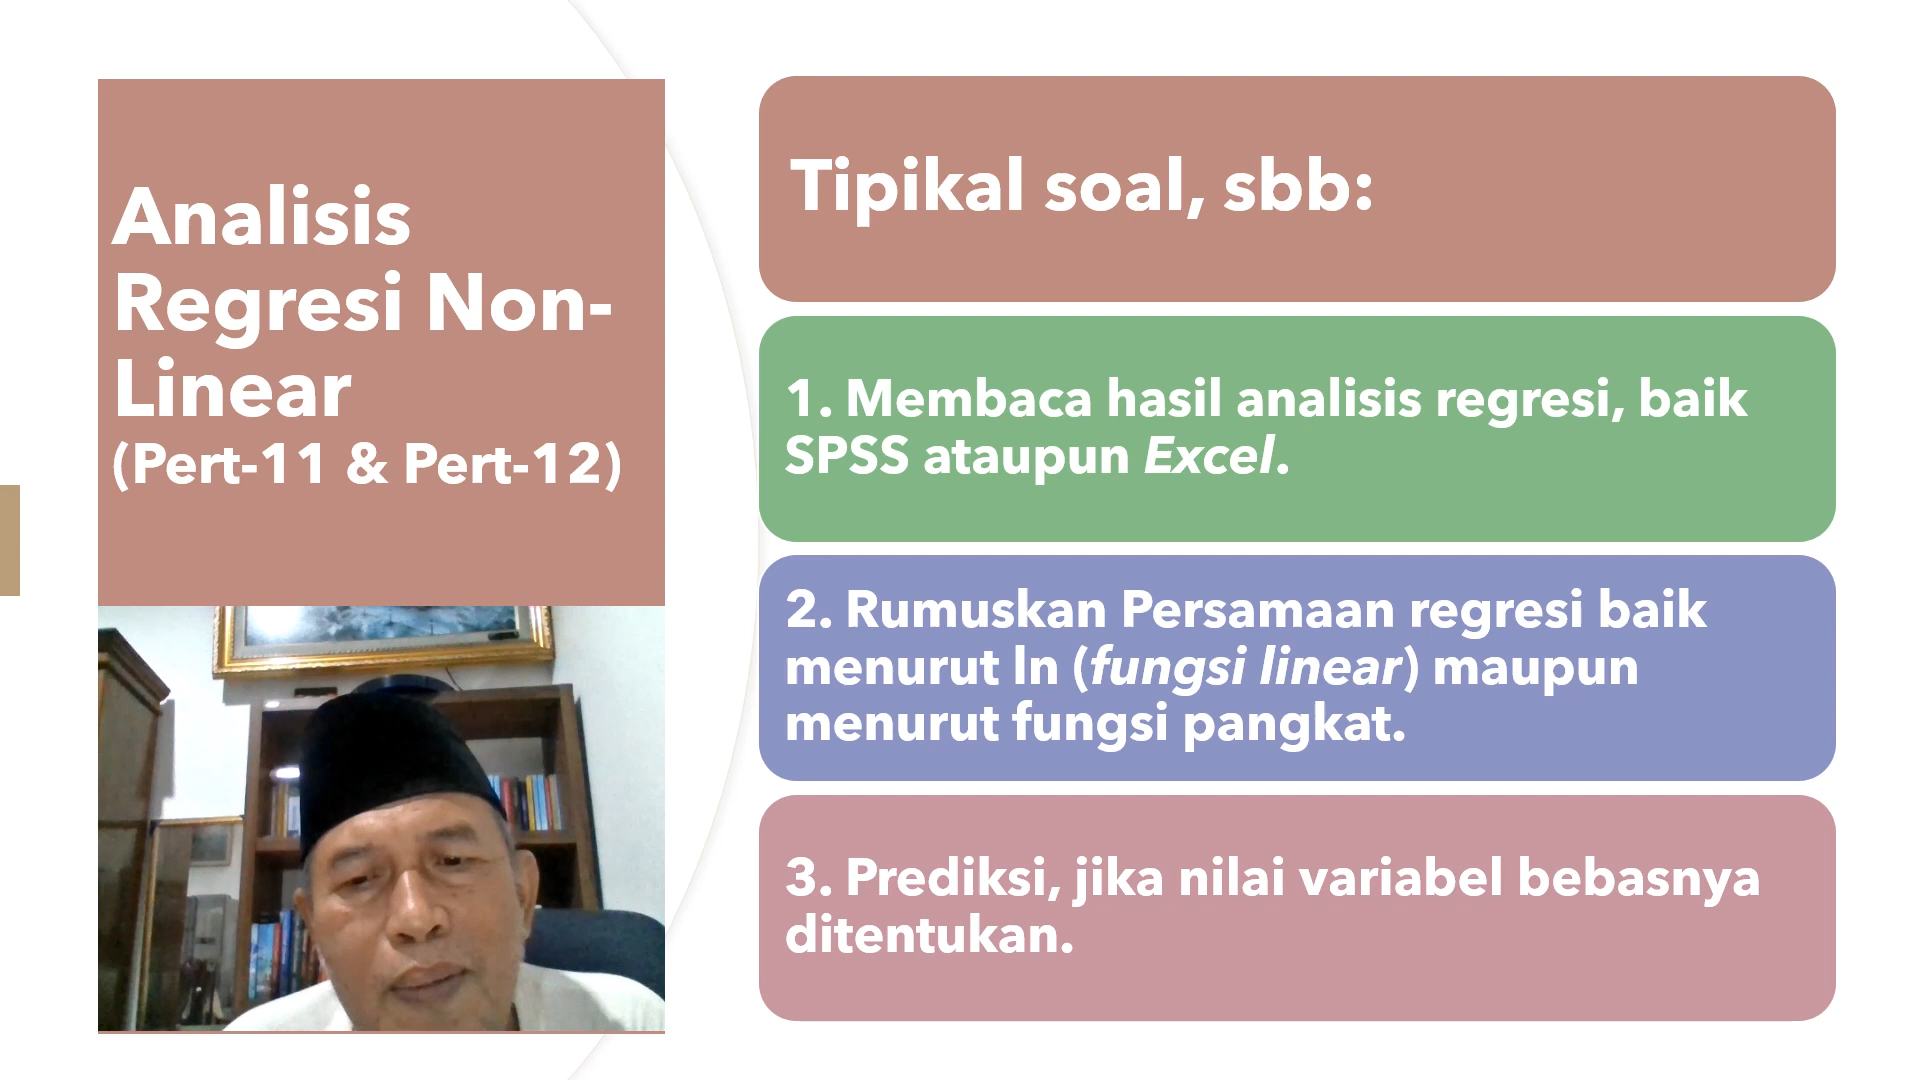 Analisis
Regresi Non-
Linear
(Pert-11 & Pert-12)
Tipikal soal, sbb:
1. Membaca hasil analisis regresi, baik
SPSS ataupun Excel.
2. Rumuskan Persamaan regresi baik
menurut ln (fungsi linear) maupun
menurut fungsi pangkat.
3. Prediksi, jika nilai variabel bebasnya
ditentukan.